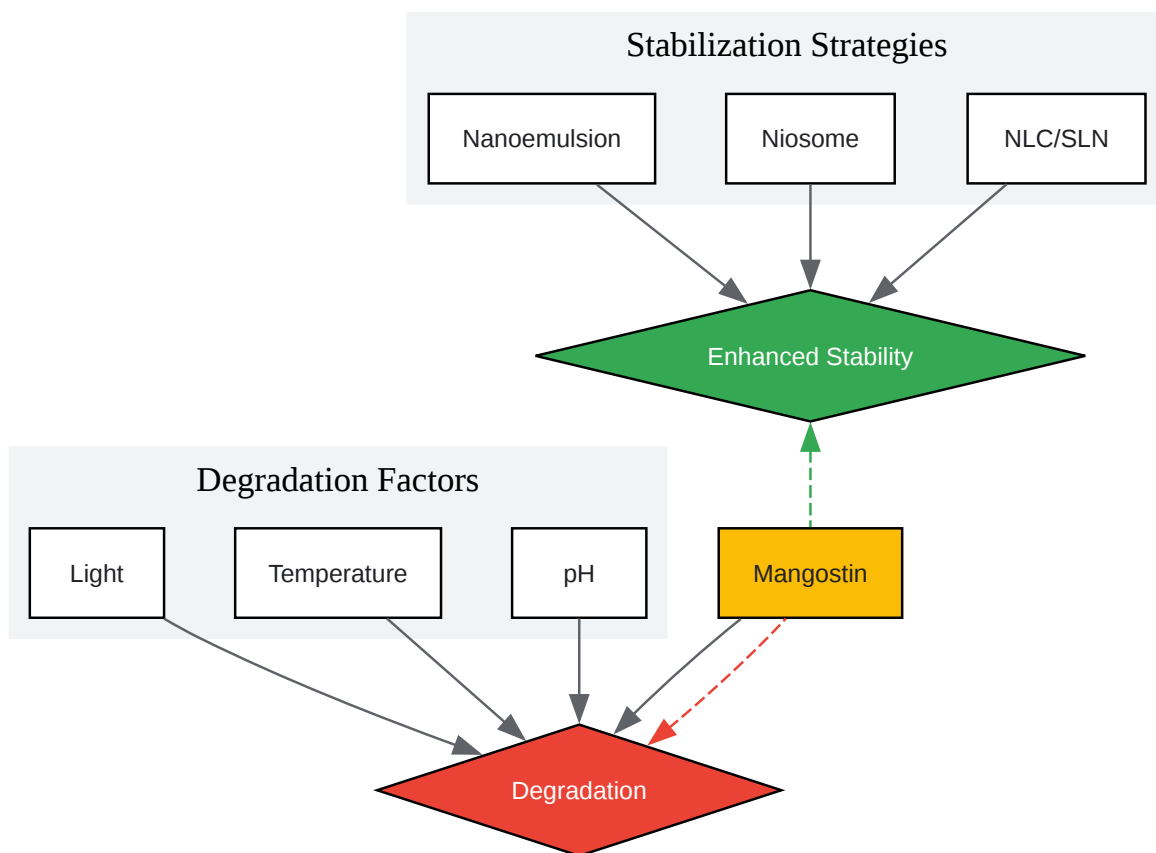 Stabilization Strategies
Nanoemulsion
Niosome
NLC/SLN
Enhanced Stability
Degradation Factors
Light
Temperature
pH
Mangostin
Degradation